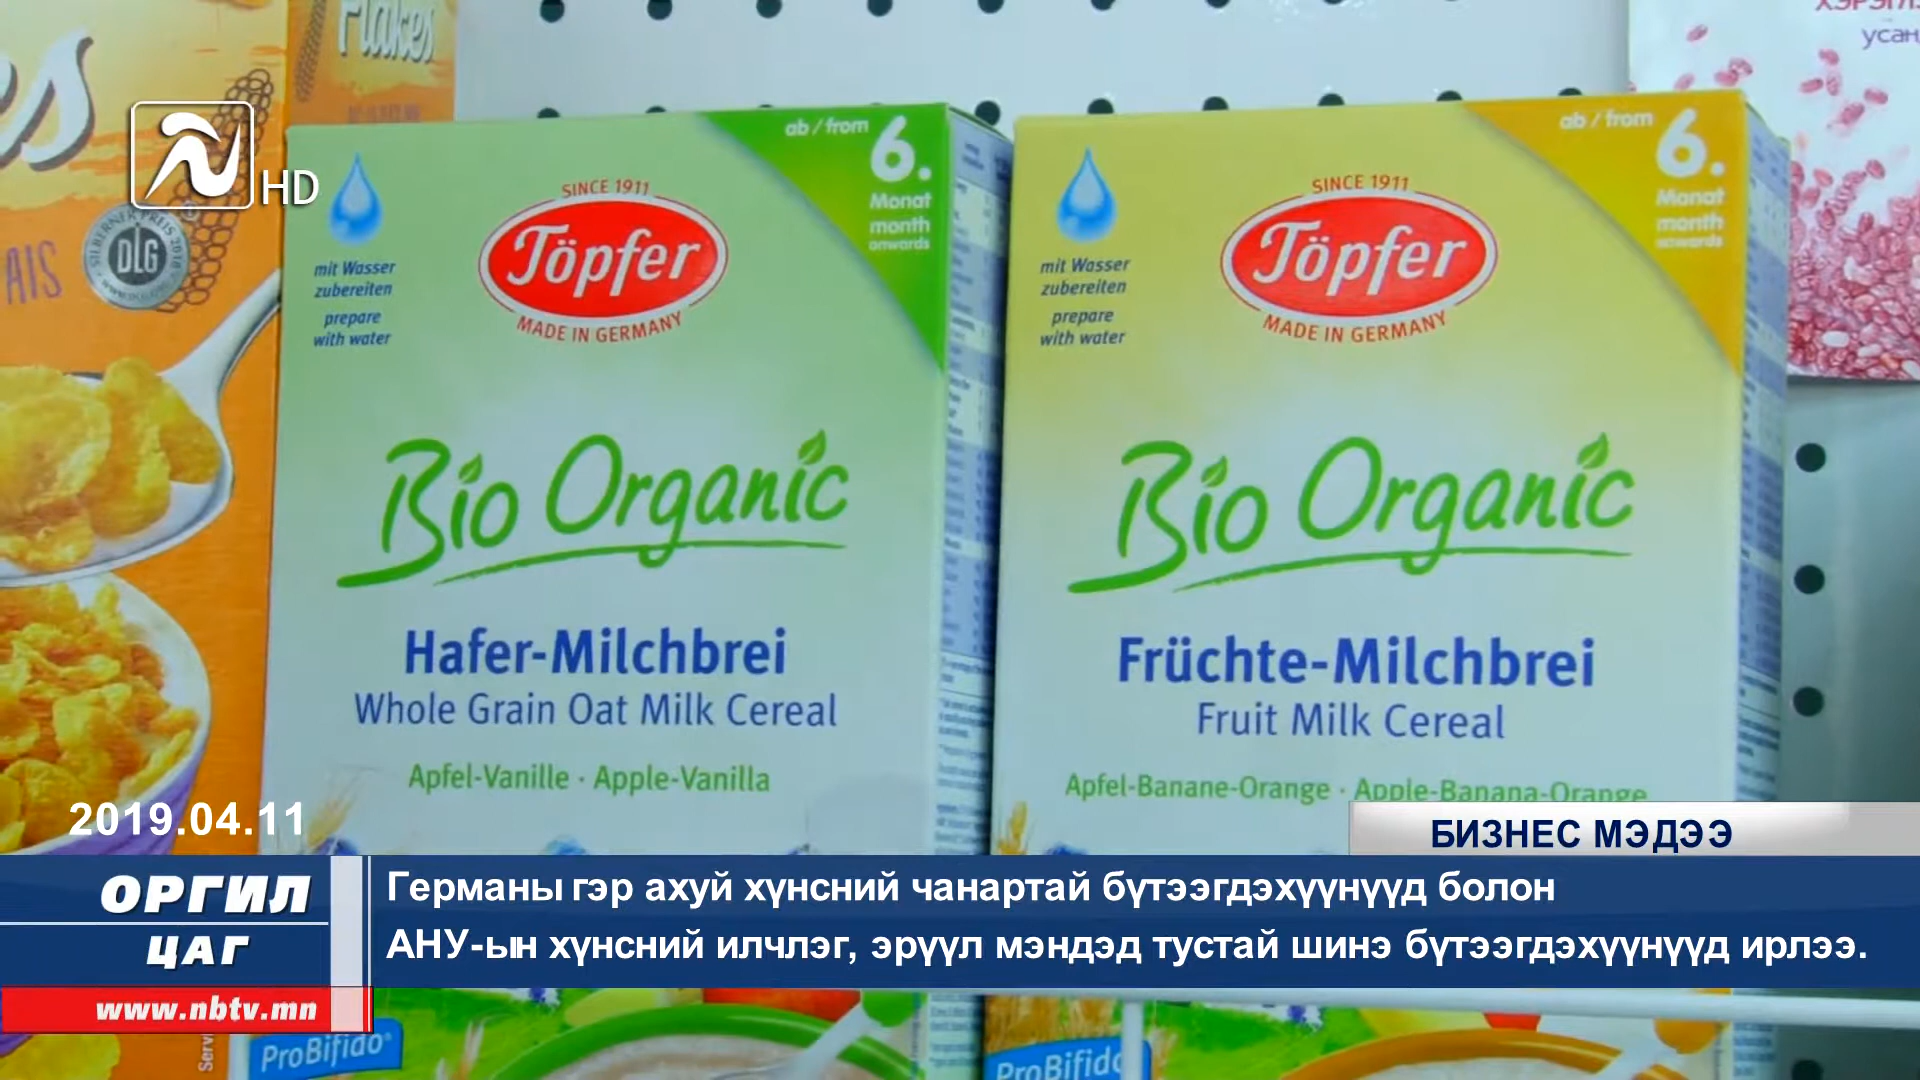 Flakes
HD
AIS
DLG
ab / from
6.
Monat
month
onwards
mit Wasser
zubereiten
prepare
with water
SINCE 1911
Töpfer
MADE IN GERMANY
Bio Organic
Hafer-Milchbrei
Whole Grain Oat Milk Cereal
Apfel-Vanille · Apple-Vanilla
ProBifido
ab / from
6.
Monat
month
onwards
mit Wasser
zubereiten
prepare
with water
SINCE 1911
Töpfer
MADE IN GERMANY
Bio Organic
Früchte-Milchbrei
Fruit Milk Cereal
Apfel-Banane-Orange · Apple-Banana-Orange
ProBifido
усан
2019.04.11
БИЗНЕС МЭДЭЭ
ОРГИЛ
ЦАГ
www.nbtv.mn
Германы гэр ахуй хүнсний чанартай бүтээгдэхүүнүүд болон
АНУ-ын хүнсний илчлэг, эрүүл мэндэд тустай шинэ бүтээгдэхүүнүүд ирлээ.